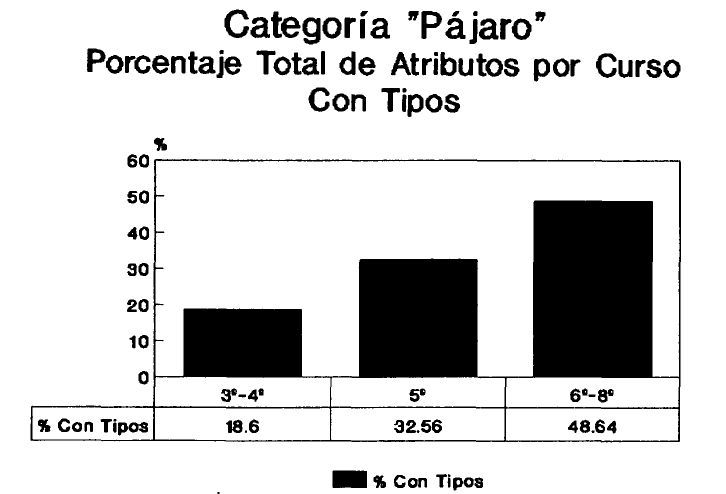 Categoría "Pájaro"
Porcentaje Total de Atributos por Curso
Con Tipos
%
60
50
40
30
20
10
0
3º-4º 5º 6º-8º
% Con Tipos 18.6 32.56 48.64
% Con Tipos